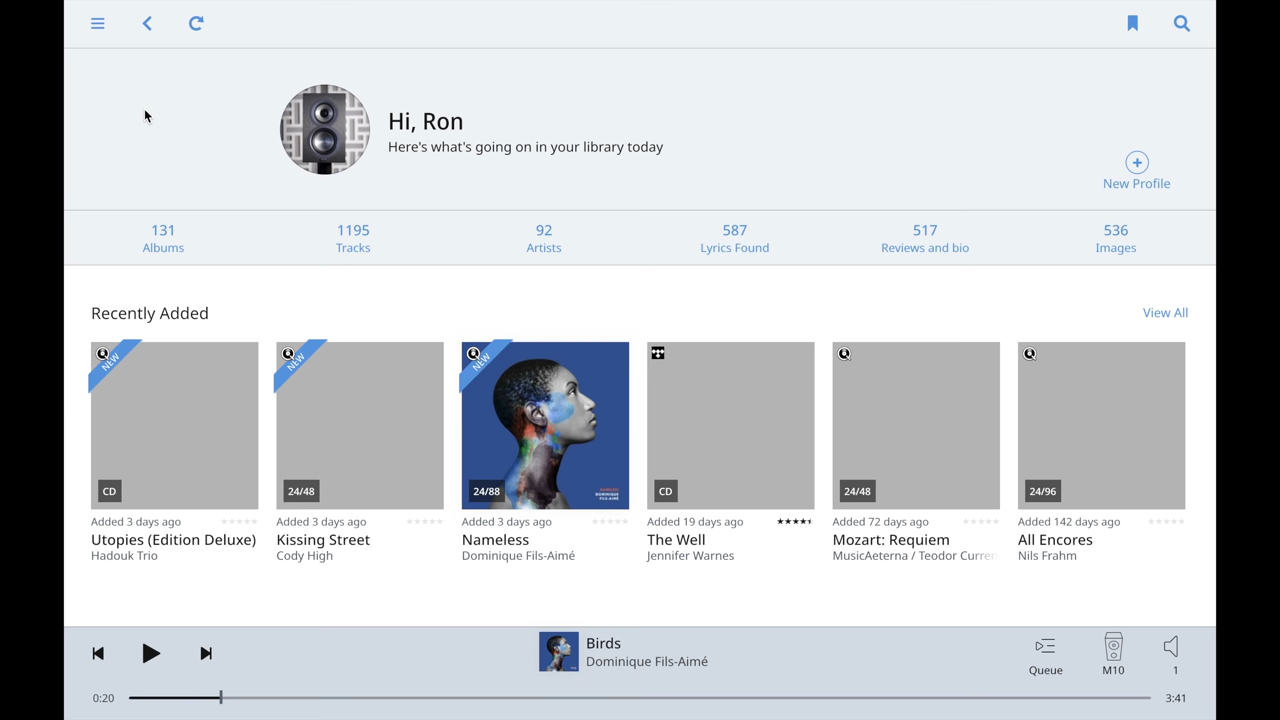 Hi, Ron
Here's what's going on in your library today
New Profile
131
Albums
1195
Tracks
92
Artists
587
Lyrics Found
517
Reviews and bio
536
Images
Recently Added
View All
NEW
CD
Added 3 days ago
Utopies (Edition Deluxe)
Hadouk Trio
NEW
24/48
Added 3 days ago
Kissing Street
Cody High
NEW
NAMELESS
DOMINIQUE
FILS-AIMÉ
24/88
Added 3 days ago
Nameless
Dominique Fils-Aimé
CD
Added 19 days ago
The Well
Jennifer Warnes
24/48
Added 72 days ago
Mozart: Requiem
MusicAeterna / Teodor Curren
24/96
Added 142 days ago
All Encores
Nils Frahm
Birds
Dominique Fils-Aimé
Queue
M10
1
0:20
3:41